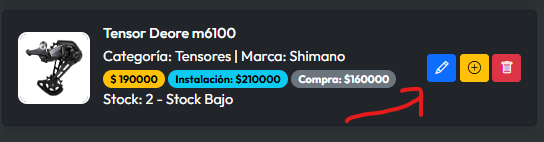 Tensor Deore m6100
Categoría: Tensores | Marca: Shimano
$ 190000 Instalación: $210000 Compra: $160000
Stock: 2 - Stock Bajo